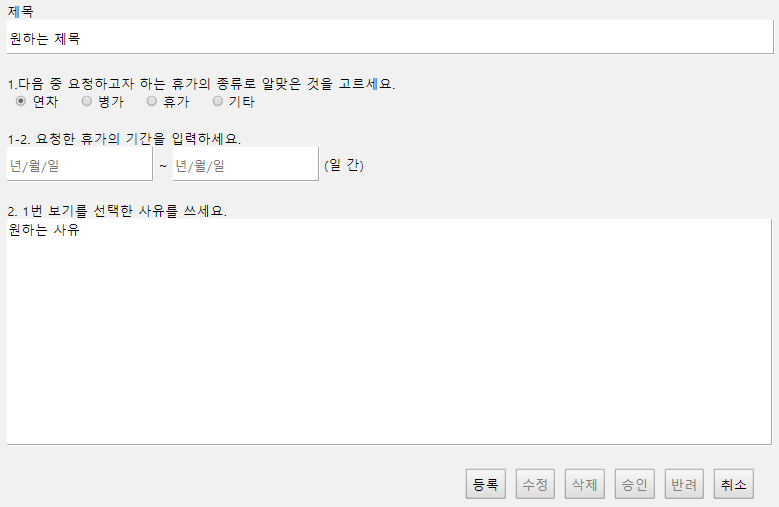 제목
원하는 제목
1.다음 중 요청하고자 하는 휴가의 종류로 알맞은 것을 고르세요.
연차 병가 휴가 기타
1-2. 요청한 휴가의 기간을 입력하세요.
년/월/일 ~ 년/월/일 (일 간)
2. 1번 보기를 선택한 사유를 쓰세요.
원하는 사유
등록 수정 삭제 승인 반려 취소